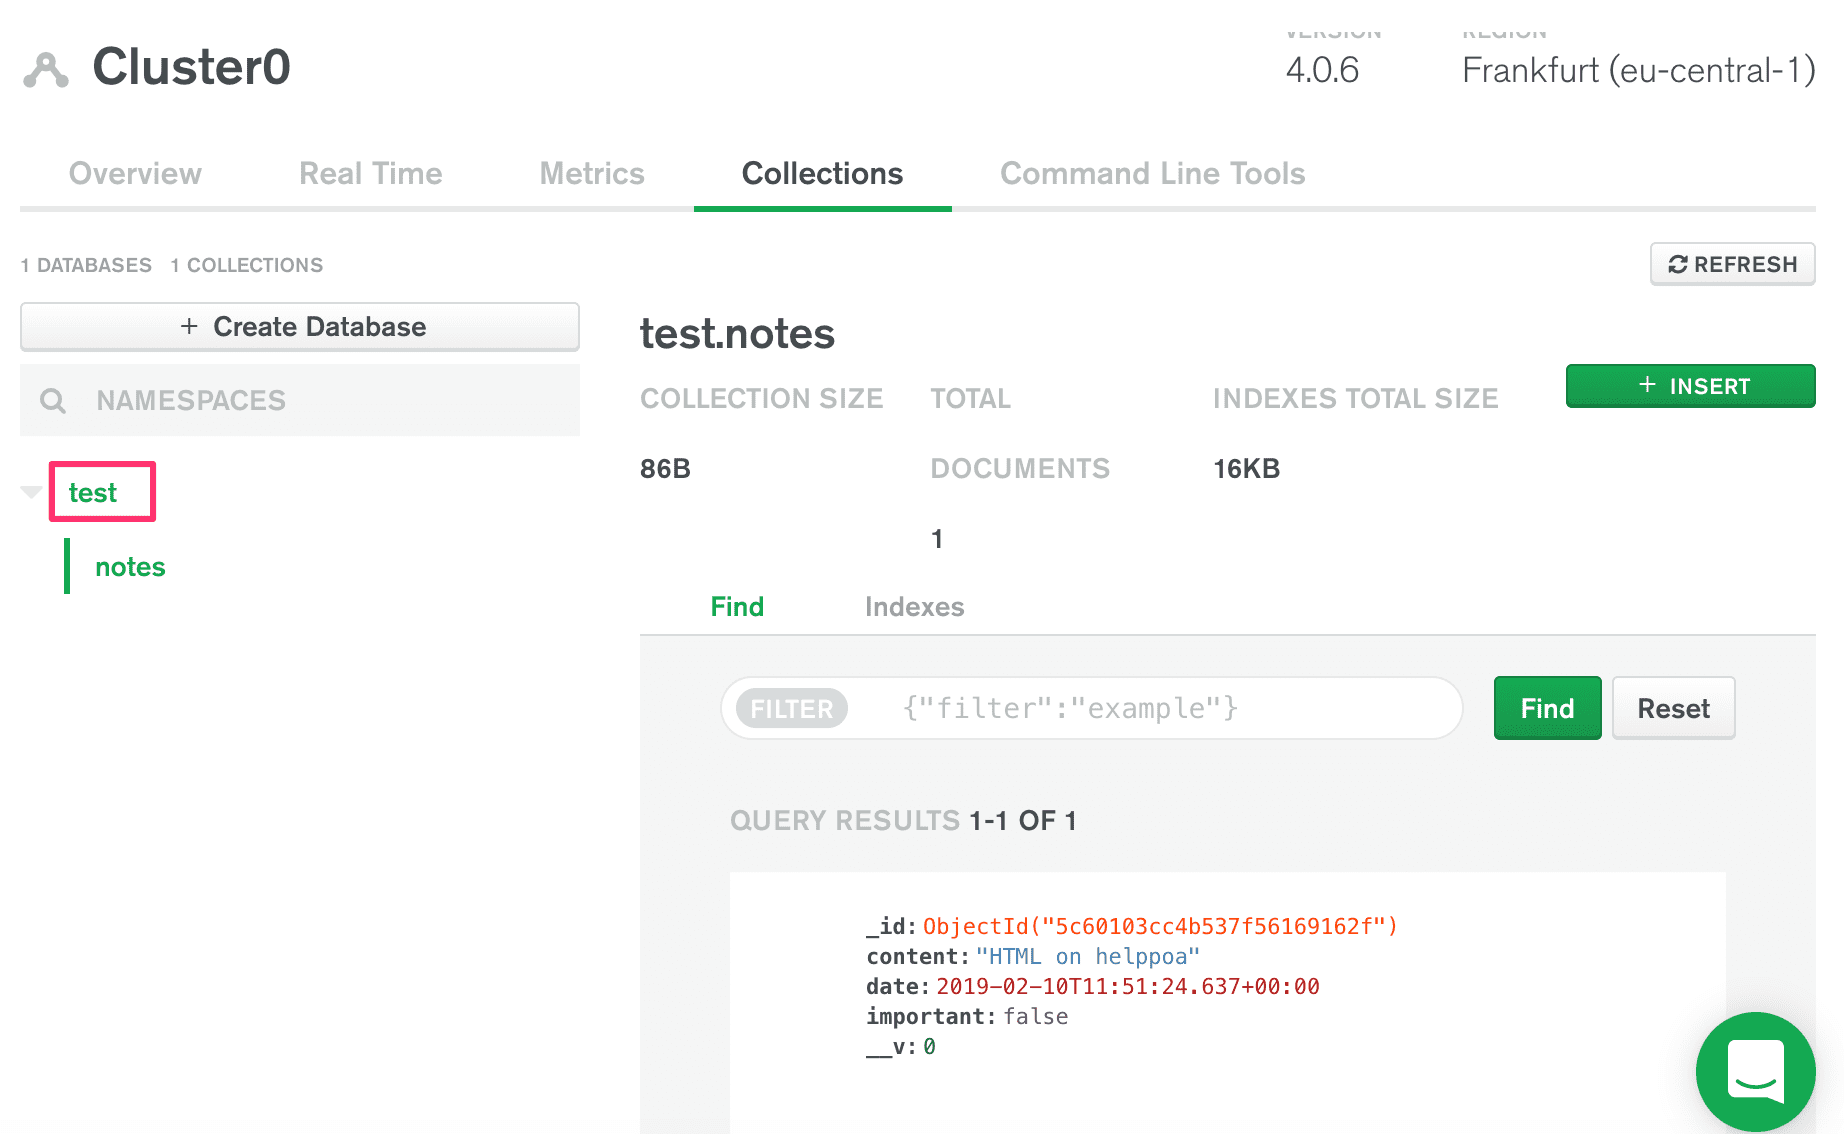 Cluster0
VERSION
4.0.6
REGION
Frankfurt (eu-central-1)
Overview
Real Time
Metrics
Collections
Command Line Tools
1 DATABASES 1 COLLECTIONS
REFRESH
+ Create Database
NAMESPACES
test
notes
test.notes
COLLECTION SIZE
86B
TOTAL
DOCUMENTS
1
INDEXES TOTAL SIZE
16KB
+ INSERT
Find
Indexes
FILTER
{"filter":"example"}
Find
Reset
QUERY RESULTS 1-1 OF 1
_id: ObjectId("5c60103cc4b537f56169162f")
content: "HTML on helppoa"
date: 2019-02-10T11:51:24.637+00:00
important: false
__v: 0